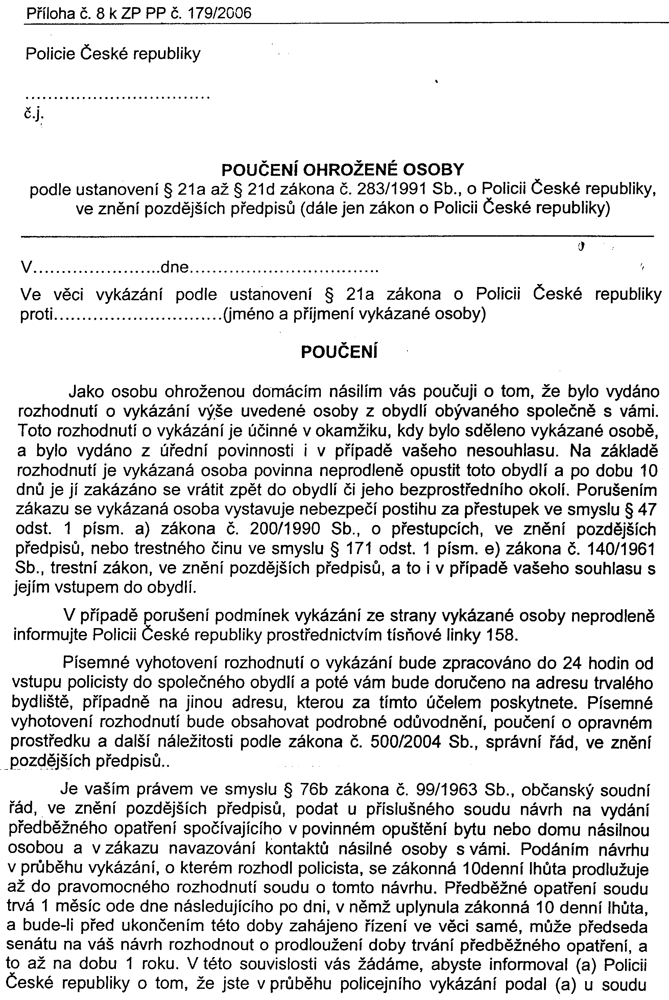 Příloha č. 8 k ZP PP č. 179/2006
Policie České republiky
.................................
č.j.
POUČENÍ OHROŽENÉ OSOBY
podle ustanovení § 21a až § 21d zákona č. 283/1991 Sb., o Policii České republiky,
ve znění pozdějších předpisů (dále jen zákon o Policii České republiky)
V.......................dne..................................
Ve věci vykázání podle ustanovení § 21a zákona o Policii České republiky
proti..............................(jméno a příjmení vykázané osoby)
POUČENÍ
Jako osobu ohroženou domácím násilím vás poučuji o tom, že bylo vydáno
rozhodnutí o vykázání výše uvedené osoby z obydlí obývaného společně s vámi.
Toto rozhodnutí o vykázání je účinné v okamžiku, kdy bylo sděleno vykázané osobě,
a bylo vydáno z úřední povinnosti i v případě vašeho nesouhlasu. Na základě
rozhodnutí je vykázaná osoba povinna neprodleně opustit toto obydlí a po dobu 10
dnů je jí zakázáno se vrátit zpět do obydlí či jeho bezprostředního okolí. Porušením
zákazu se vykázaná osoba vystavuje nebezpečí postihu za přestupek ve smyslu § 47
odst. 1 písm. a) zákona č. 200/1990 Sb., o přestupcích, ve znění pozdějších
předpisů, nebo trestného činu ve smyslu § 171 odst. 1 písm. e) zákona č. 140/1961
Sb., trestní zákon, ve znění pozdějších předpisů, a to i v případě vašeho souhlasu s
jejím vstupem do obydlí.
V případě porušení podmínek vykázání ze strany vykázané osoby neprodleně
informujte Policii České republiky prostřednictvím tísňové linky 158.
Písemné vyhotovení rozhodnutí o vykázání bude zpracováno do 24 hodin od
vstupu policisty do společného obydlí a poté vám bude doručeno na adresu trvalého
bydliště, případně na jinou adresu, kterou za tímto účelem poskytnete. Písemné
vyhotovení rozhodnutí bude obsahovat podrobné odůvodnění, poučení o opravném
prostředku a další náležitosti podle zákona č. 500/2004 Sb., správní řád, ve znění
pozdějších předpisů..
Je vaším právem ve smyslu § 76b zákona č. 99/1963 Sb., občanský soudní
řád, ve znění pozdějších předpisů, podat u příslušného soudu návrh na vydání
předběžného opatření spočívajícího v povinném opuštění bytu nebo domu násilnou
osobou a v zákazu navazování kontaktů násilné osoby s vámi. Podáním návrhu
v průběhu vykázání, o kterém rozhodl policista, se zákonná 10denní lhůta prodlužuje
až do pravomocného rozhodnutí soudu o tomto návrhu. Předběžné opatření soudu
trvá 1 měsíc ode dne následujícího po dni, v němž uplynula zákonná 10 denní lhůta,
a bude-li před ukončením této doby zahájeno řízení ve věci samé, může předseda
senátu na váš návrh rozhodnout o prodloužení doby trvání předběžného opatření, a
to až na dobu 1 roku. V této souvislosti vás žádáme, abyste informoval (a) Policii
České republiky o tom, že jste v průběhu policejního vykázání podal (a) u soudu